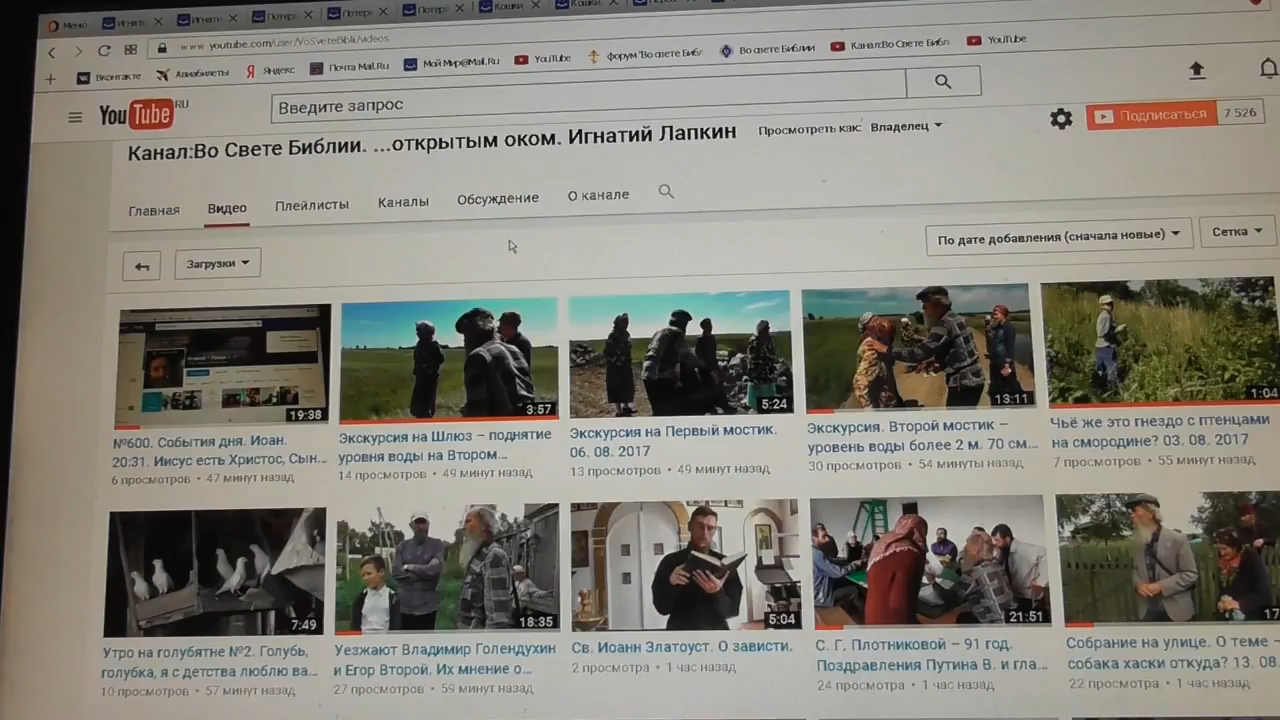 Меню
www youtube.com/user/VoSveteBiblii/videos
Вконтакте Авиабилеты Яндекс Почта Mail.Ru Мой Мир@Mail.Ru YouTube форум "Во свете Библ Во свете Библии Канал:Во Свете Библ YouTube
YouTube RU Введите запрос
Канал:Во Свете Библии. ...открытым оком. Игнатий Лапкин Просмотреть как: Владелец Подписаться 7 526
Главная Видео Плейлисты Каналы Обсуждение О канале
Загрузки По дате добавления (сначала новые) Сетка
19:38 3:57 5:24 13:11 1:04
№600. События дня. Иоан. 20:31. Иисус есть Христос, Сын...
6 просмотров • 47 минут назад
Экскурсия на Шлюз – поднятие
уровня воды на Втором...
14 просмотров • 49 минут назад
Экскурсия на Первый мостик.
06. 08. 2017
13 просмотров • 49 минут назад
Экскурсия. Второй мостик –
уровень воды более 2 м. 70 см...
30 просмотров • 54 минуты назад
Чьё же это гнездо с птенцами
на смородине? 03. 08. 2017
7 просмотров • 55 минут назад
7:49 18:35 5:04 21:51 17
Утро на голубятне №2. Голубь,
голубка, я с детства люблю ва...
10 просмотров • 57 минут назад
Уезжают Владимир Голендухин
и Егор Второй. Их мнение о...
27 просмотров • 59 минут назад
Св. Иоанн Златоуст. О зависти.
2 просмотра • 1 час назад
С. Г. Плотниковой – 91 год.
Поздравления Путина В. и гла...
24 просмотра • 1 час назад
Собрание на улице. О теме –
собака хаски откуда? 13. 08.
22 просмотра • 1 час назад